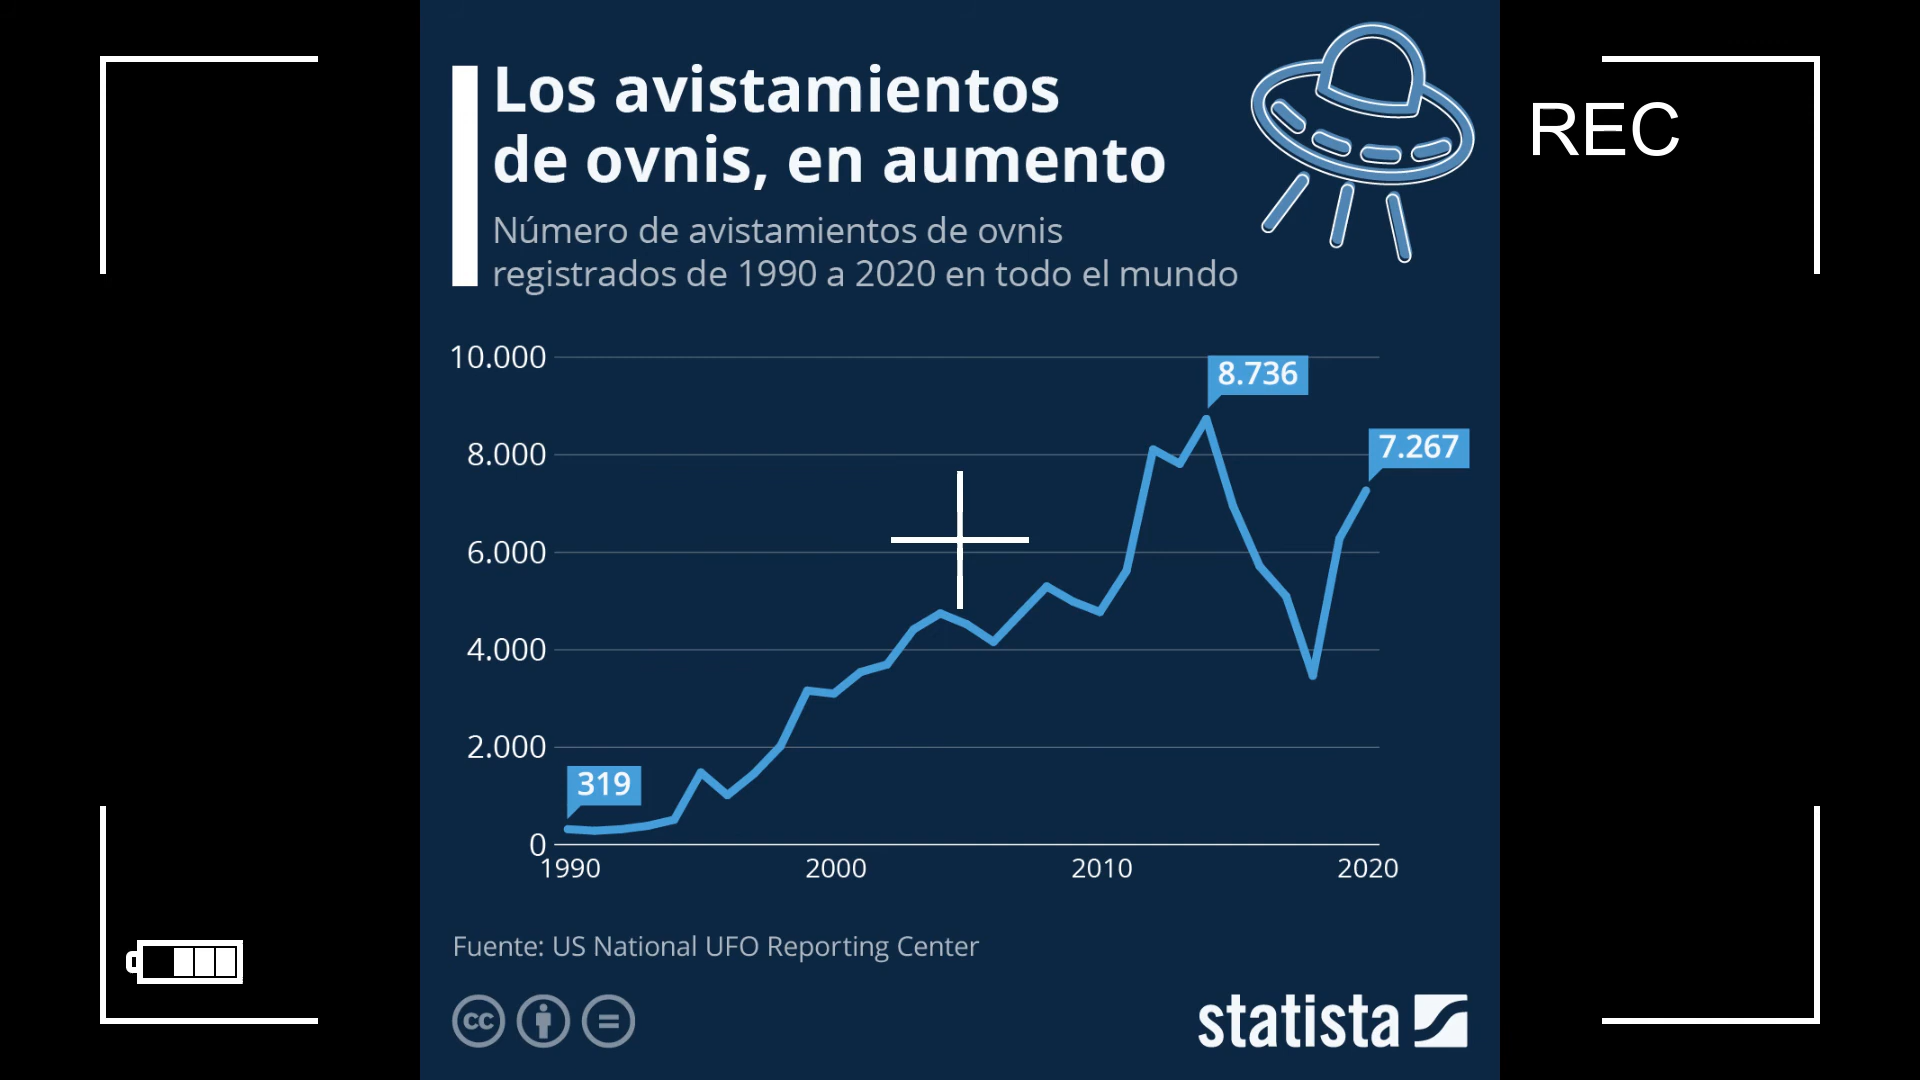 Los avistamientos
de ovnis, en aumento
Número de avistamientos de ovnis
registrados de 1990 a 2020 en todo el mundo
REC
10.000
8.000
6.000
4.000
2.000
0
319
8.736
7.267
1990 2000 2010 2020
Fuente: US National UFO Reporting Center
cc
statista